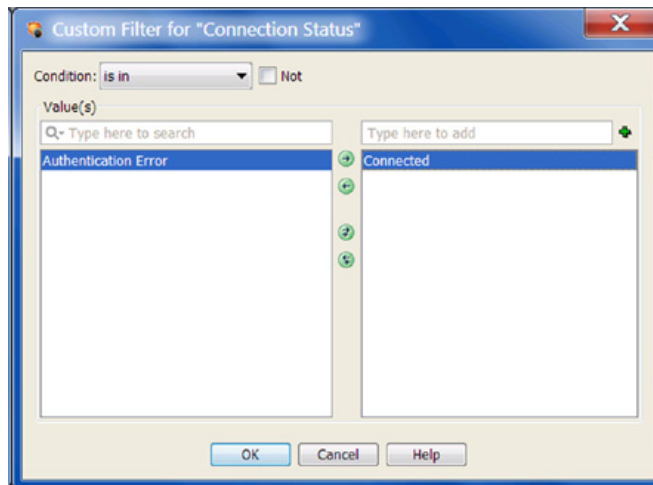 Custom Filter for "Connection Status"
X
Condition: is in Not
Value(s)
Type here to search Type here to add
Authentication Error Connected
OK Cancel Help